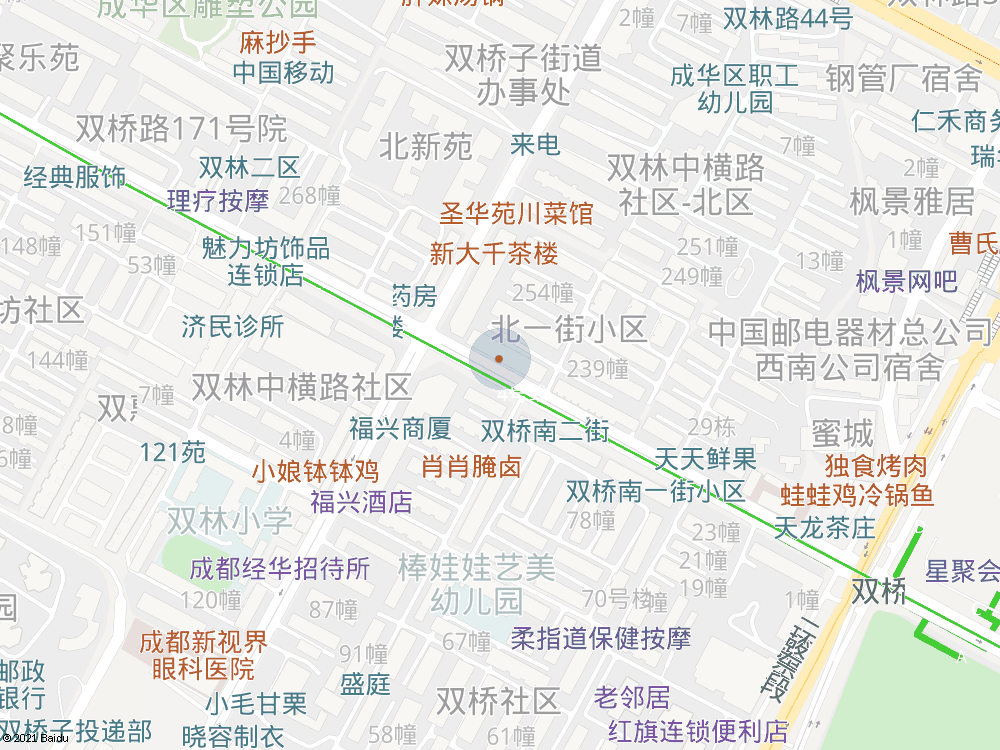 成华区雕塑公园
双林路44号
2幢
7幢
麻抄手
聚乐苑
中国移动
双桥子街道
办事处
成华区职工
幼儿园
钢管厂宿舍
双桥路171号院
北新苑
来电
7幢
仁禾商务
双林二区
双林中横路
社区-北区
2幢
经典服饰
理疗按摩
268幢
圣华苑川菜馆
枫景雅居
148幢
151幢
魅力坊饰品
连锁店
新大千茶楼
251幢
1幢
曹氏
53幢
249幢
13幢
枫景网吧
药房
楼
254幢
坊社区
济民诊所
北一街小区
中国邮电器材总公司
西南公司宿舍
144幢
239幢
7幢
双林中横路社区
4幢
福兴商厦
双桥南二街
29栋
蜜城
121苑
小娘钵钵鸡
肖肖腌卤
天天鲜果
独食烤肉
福兴酒店
双桥南一街小区
蛙蛙鸡冷锅鱼
双林小学
78幢
23幢
天龙茶庄
成都经华招待所
棒娃娃艺美
幼儿园
21幢
19幢
星聚会
双桥
120幢
87幢
70号楼
1幢
园
成都新视界
眼科医院
67幢
柔指道保健按摩
二环路东四段
91幢
邮政
银行
盛庭
小毛甘栗
双桥社区
老邻居
双桥子投递部
晓容制衣
58幢
61幢
红旗连锁便利店
© 2021 Baidu